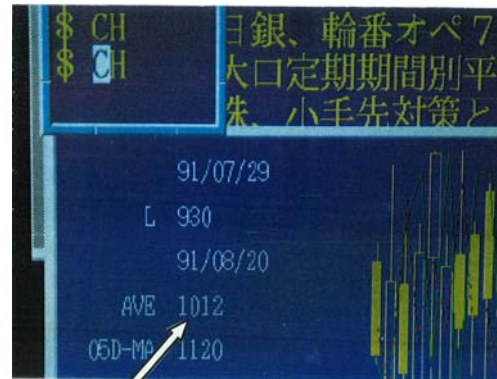 $ CH
$ CH
日銀、輪番オペ7
大口定期期間別平
株、小手先対策と
91/07/29
L 930
91/08/20
AVE 1012
05D-MA 1120